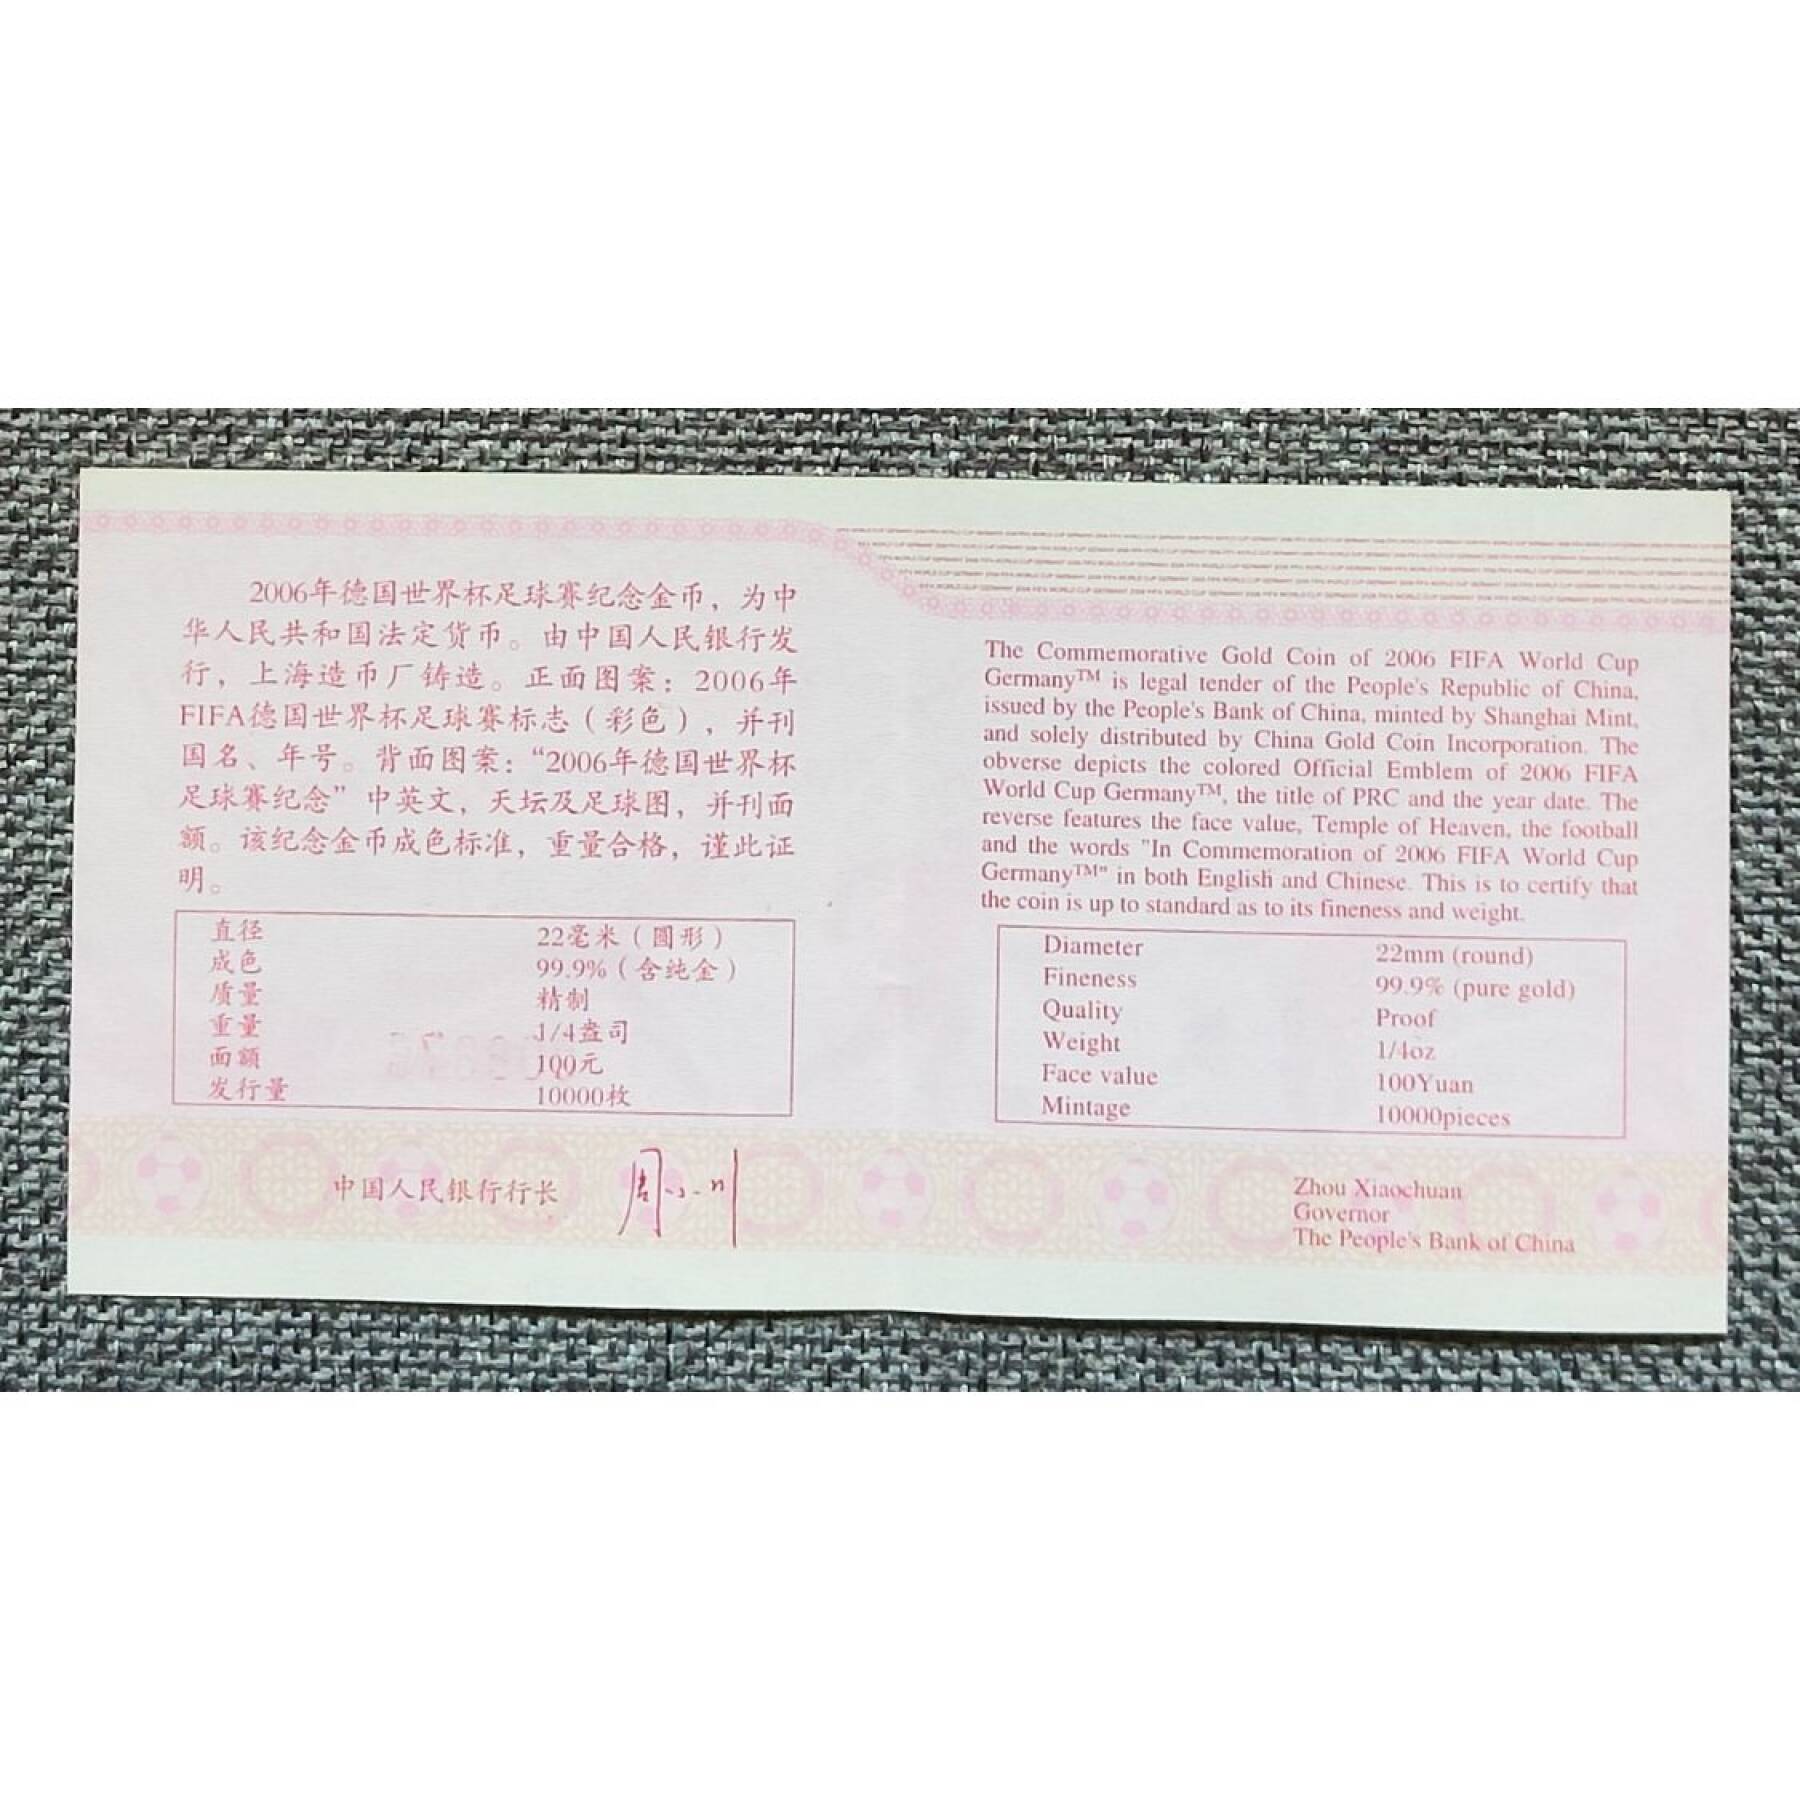 2006年德国世界杯足球赛纪念金币，为中
华人民共和国法定货币。由中国人民银行发
行，上海造币厂铸造。正面图案：2006年
FIFA德国世界杯足球赛标志（彩色），并刊
国名、年号。背面图案：“2006年德国世界杯
足球赛纪念”中英文，天坛及足球图，并刊面
额。该纪念金币成色标准，重量合格，谨此证
明。
直径 22毫米（圆形）
成色 99.9%（含纯金）
质量 精制
重量 1/4盎司
面额 100元
发行量 10000枚
中国人民银行行长 周小川
The Commemorative Gold Coin of 2006 FIFA World Cup
Germany™ is legal tender of the People's Republic of China,
issued by the People's Bank of China, minted by Shanghai Mint,
and solely distributed by China Gold Coin Incorporation. The
obverse depicts the colored Official Emblem of 2006 FIFA
World Cup Germany™, the title of PRC and the year date. The
reverse features the face value, Temple of Heaven, the football
and the words "In Commemoration of 2006 FIFA World Cup
Germany™" in both English and Chinese. This is to certify that
the coin is up to standard as to its fineness and weight.
Diameter 22mm (round)
Fineness 99.9% (pure gold)
Quality Proof
Weight 1/4oz
Face value 100Yuan
Mintage 10000pieces
Zhou Xiaochuan
Governor
The People's Bank of China